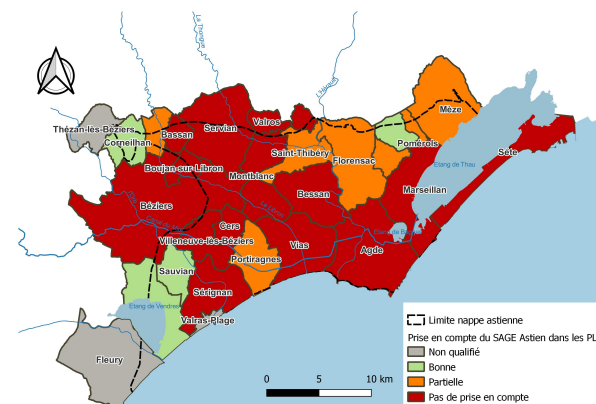 La Thongue
L'Hérault
Mèze
Thézan-lès-Béziers
Corneilhan
Bassan
Servian
Valros
Pomérols
Sète
Saint-Thibéry
Florensac
Etang de Thau
Boujan-sur-Libron
Montblanc
Marseillan
Bessan
Béziers
Cers
Villeneuve-lès-Béziers
Vias
Agde
Portiragnes
Sauvian
Sérignan
Etang de Vendres
Valras-Plage
Fleury
Limite nappe astienne
Prise en compte du SAGE Astien dans les PL
Non qualifié
Bonne
Partielle
Pas de prise en compte
0 5 10 km